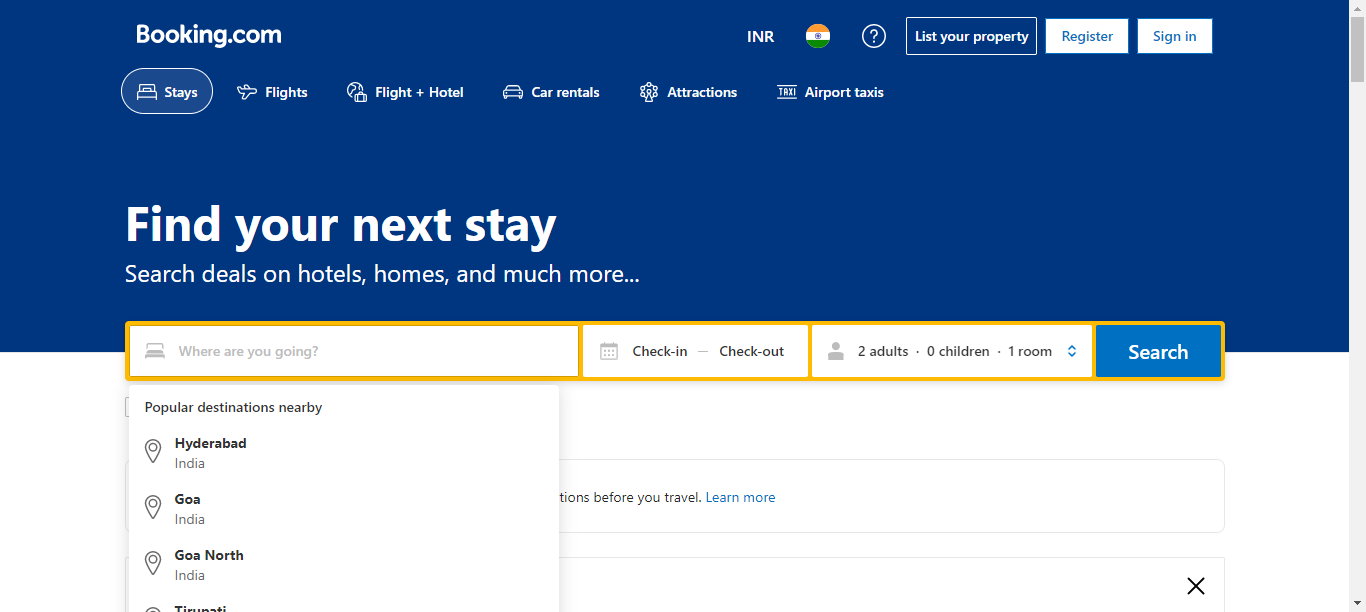 Booking.com
INR
List your property
Register
Sign in
Stays
Flights
Flight + Hotel
Car rentals
Attractions
TAXI
Airport taxis
Find your next stay
Search deals on hotels, homes, and much more...
Where are you going?
Check-in — Check-out
2 adults · 0 children · 1 room
Search
Popular destinations nearby
Hyderabad
India
tions before you travel. Learn more
Goa
India
Goa North
India
Tirupati